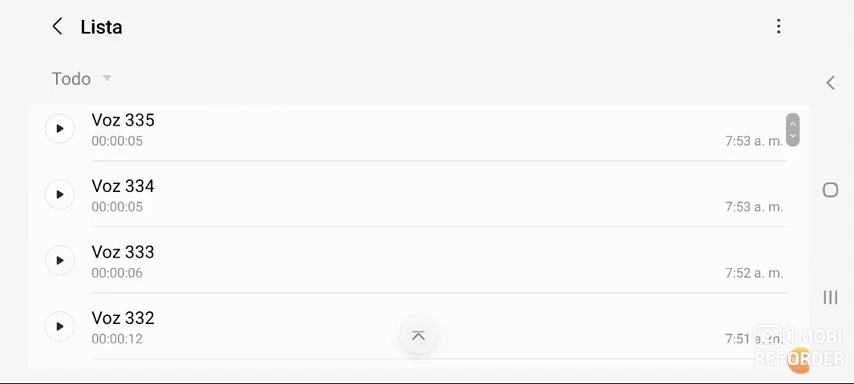 Lista
Todo
Voz 335
00:00:05
7:53 a. m.
Voz 334
00:00:05
7:53 a. m.
Voz 333
00:00:06
7:52 a. m.
Voz 332
00:00:12
7:51 a. m.
MOBI
RECORDER